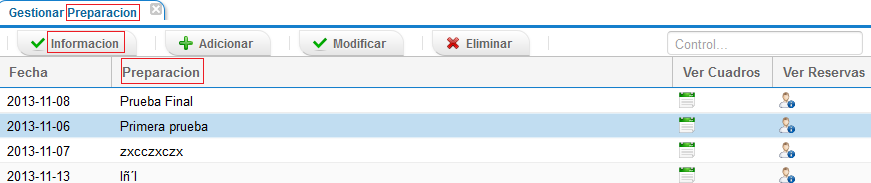 Gestionar Preparacion
Informacion Adicionar Modificar Eliminar Control...
Fecha Preparacion Ver Cuadros Ver Reservas
2013-11-08 Prueba Final
2013-11-06 Primera prueba
2013-11-07 zxcczxczx
2013-11-13 lñ´l